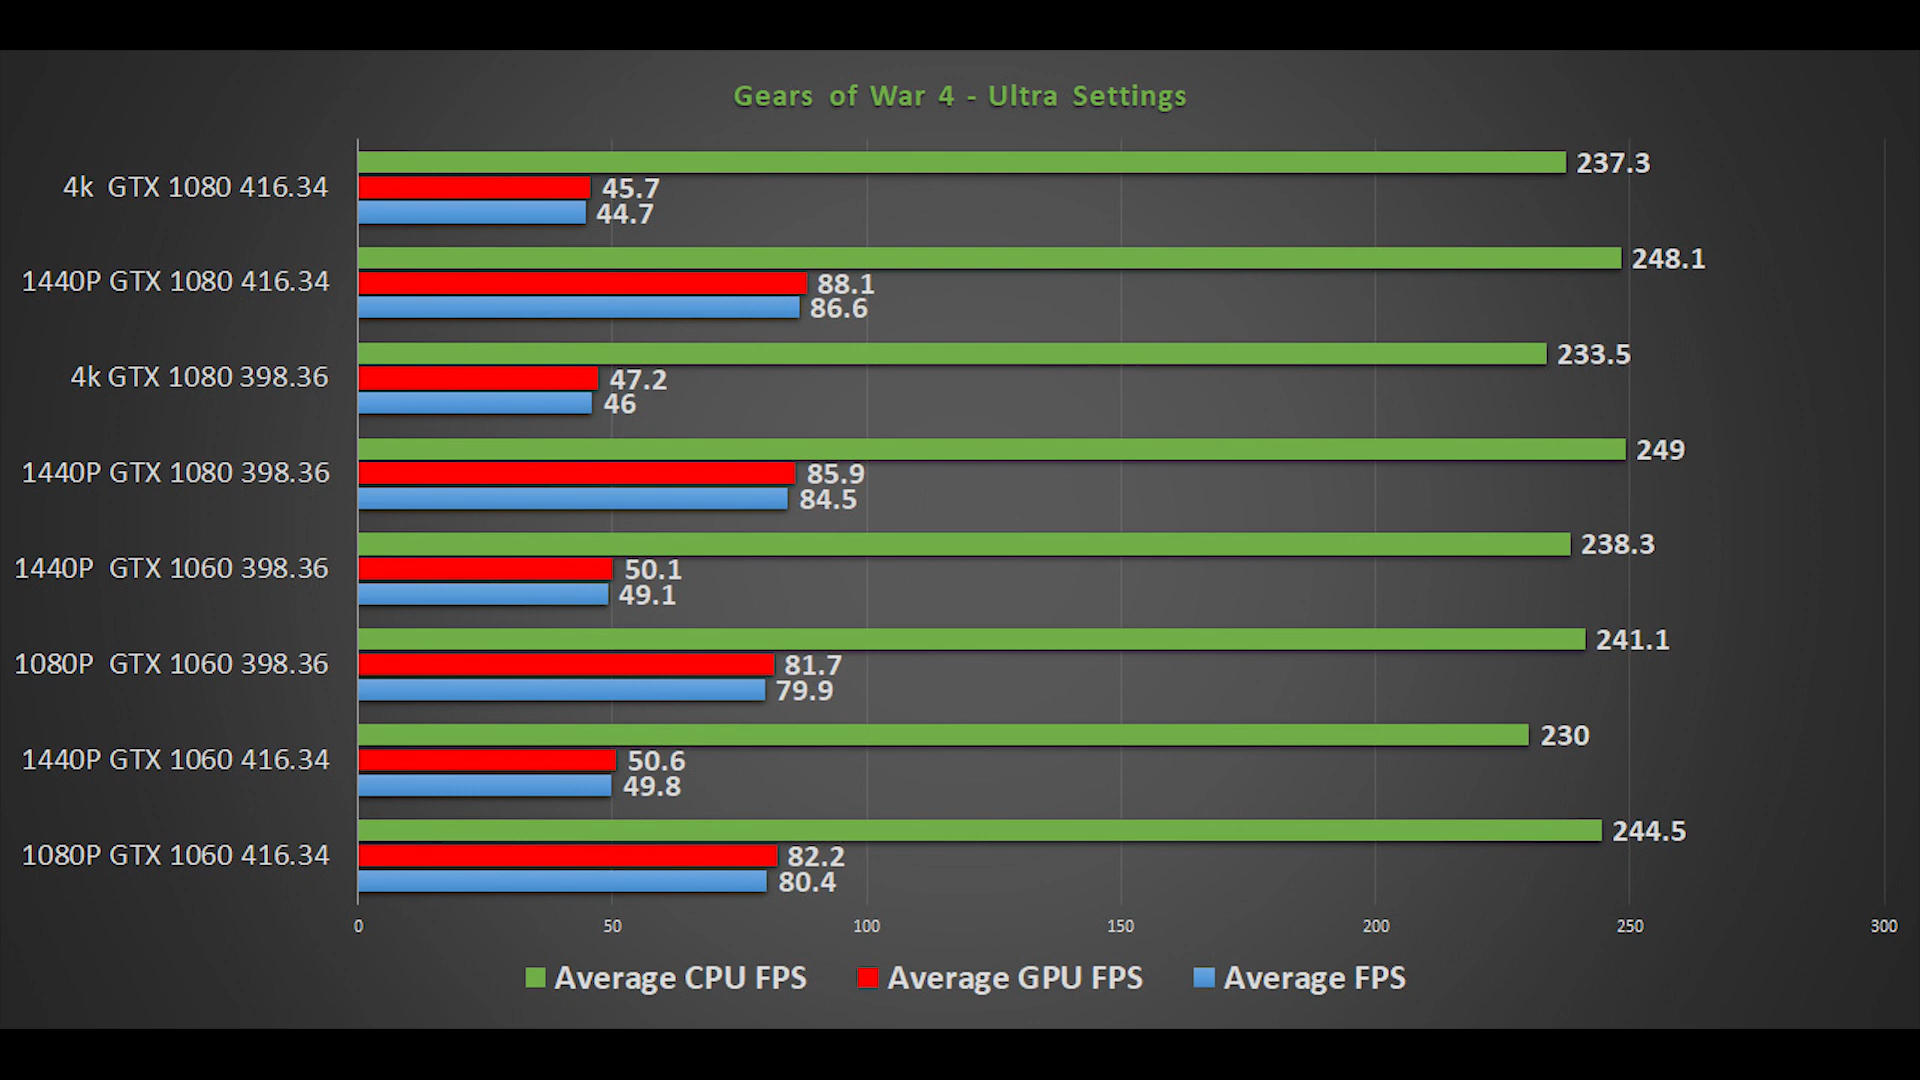 Gears of War 4 - Ultra Settings
4k GTX 1080 416.34
237.3
45.7
44.7
1440P GTX 1080 416.34
248.1
88.1
86.6
4k GTX 1080 398.36
233.5
47.2
46
1440P GTX 1080 398.36
249
85.9
84.5
1440P GTX 1060 398.36
238.3
50.1
49.1
1080P GTX 1060 398.36
241.1
81.7
79.9
1440P GTX 1060 416.34
230
50.6
49.8
1080P GTX 1060 416.34
244.5
82.2
80.4
0 50 100 150 200 250 300
Average CPU FPS Average GPU FPS Average FPS